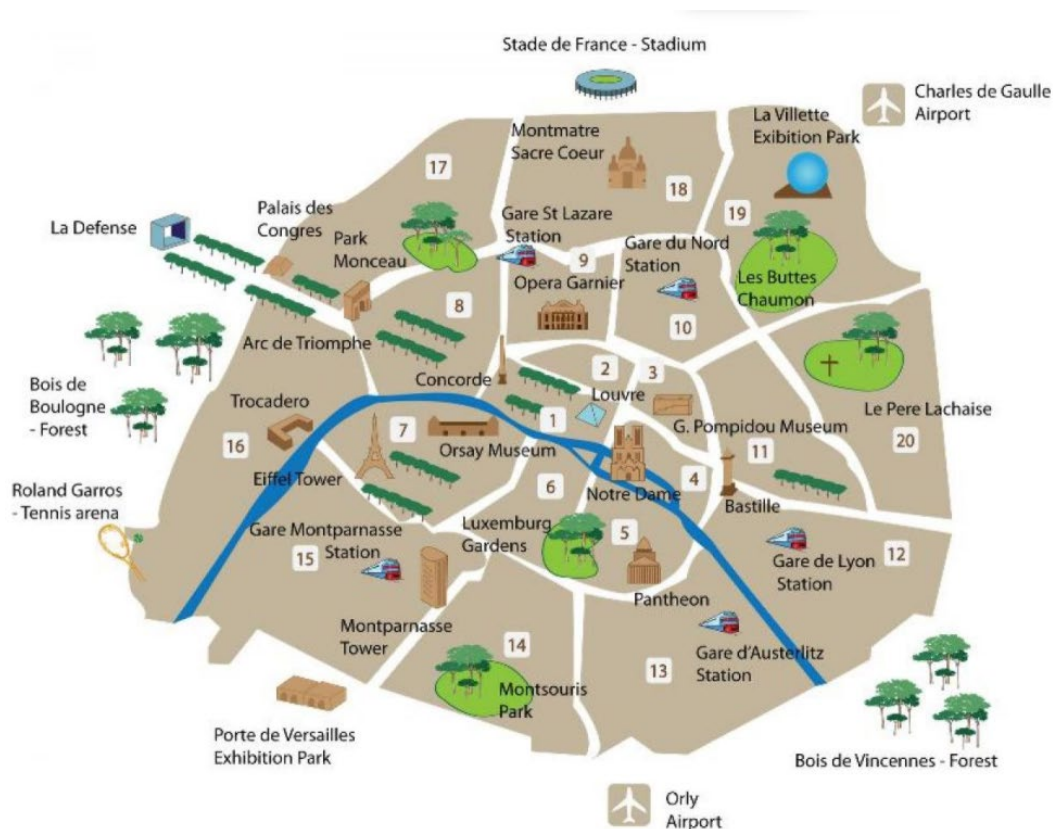 Stade de France - Stadium
Charles de Gaulle
Airport
La Villette
Exibition Park
Montmatre
Sacre Coeur
17
18
19
Palais des
Congres
La Defense
Park
Monceau
Gare St Lazare
Station
Gare du Nord
Station
9
Opera Garnier
Les Buttes
Chaumon
8
10
Arc de Triomphe
Concorde
2
3
Louvre
Bois de
Boulogne
- Forest
Trocadero
Le Pere Lachaise
1
7
G. Pompidou Museum
16
Orsay Museum
11
20
Eiffel Tower
6
Notre Dame
4
Bastille
Roland Garros
- Tennis arena
Gare Montparnasse
Station
Luxemburg
Gardens
5
15
12
Gare de Lyon
Station
Pantheon
Montparnasse
Tower
14
13
Gare d'Austerlitz
Station
Montsouris
Park
Porte de Versailles
Exhibition Park
Bois de Vincennes - Forest
Orly
Airport